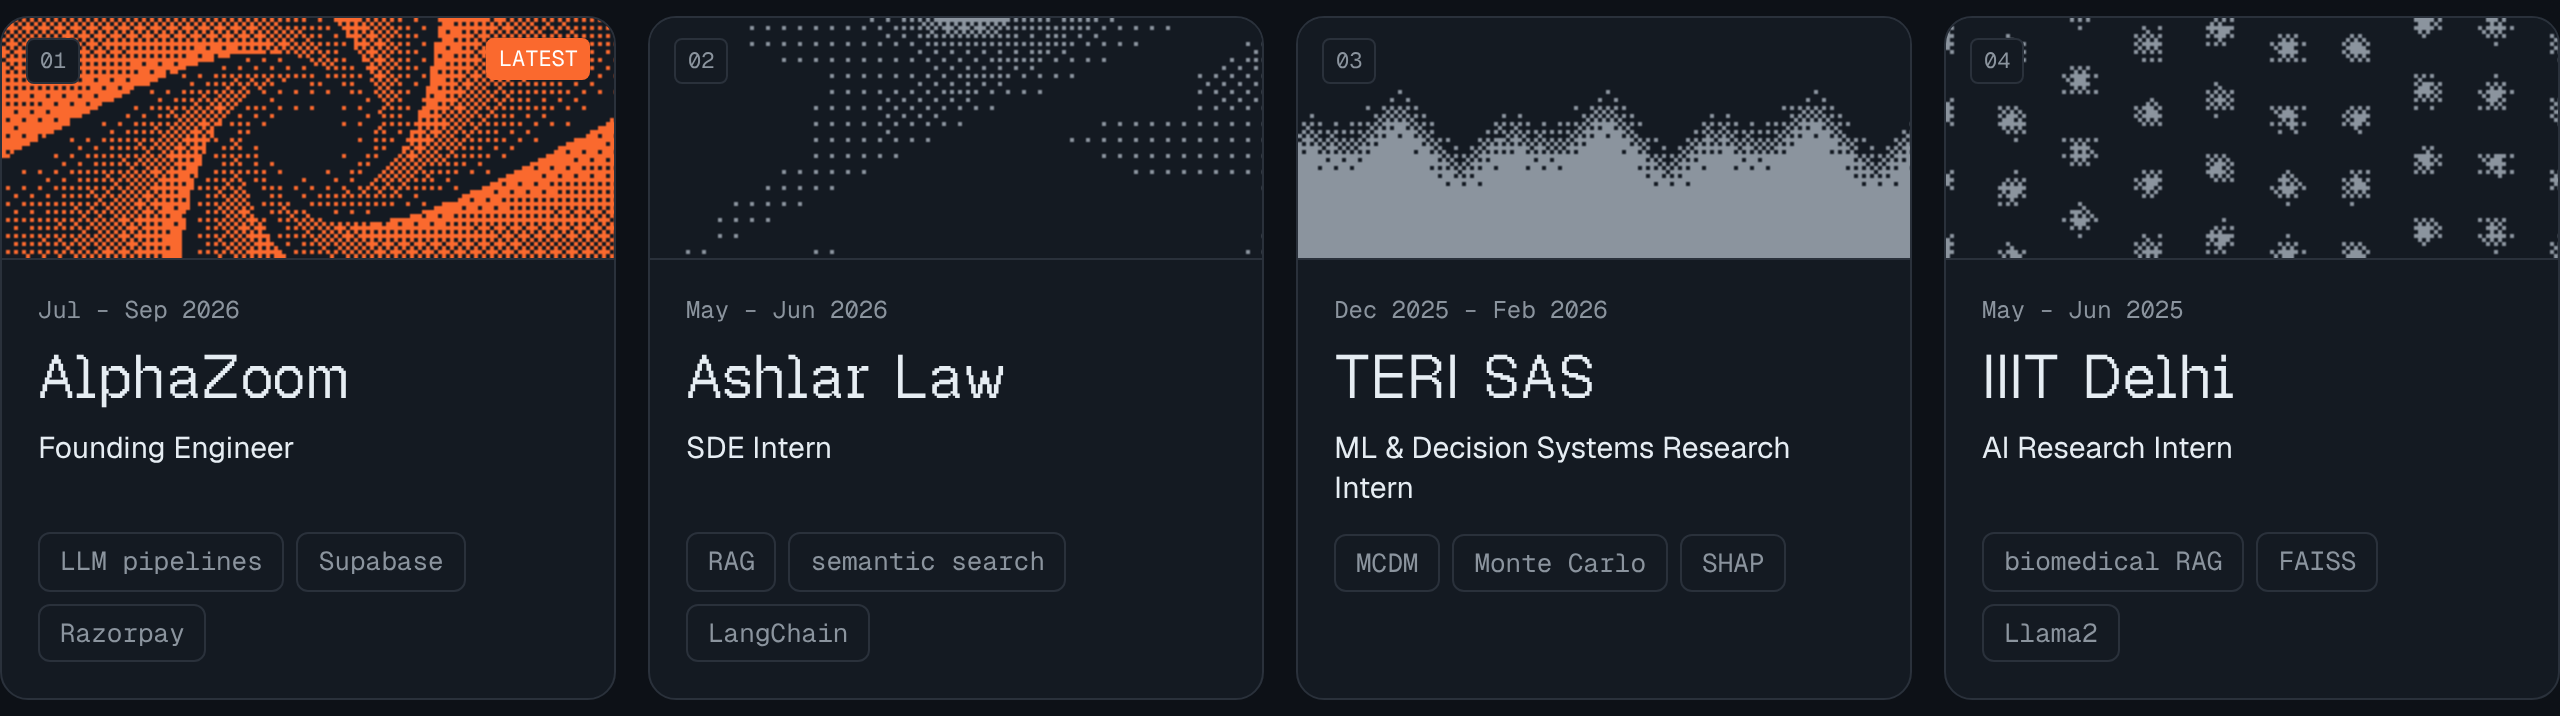 01
LATEST
Jul – Sep 2026
AlphaZoom
Founding Engineer
LLM pipelines
Supabase
Razorpay
02
May – Jun 2026
Ashlar Law
SDE Intern
RAG
semantic search
LangChain
03
Dec 2025 – Feb 2026
TERI SAS
ML & Decision Systems Research
Intern
MCDM
Monte Carlo
SHAP
04
May – Jun 2025
IIIT Delhi
AI Research Intern
biomedical RAG
FAISS
Llama2